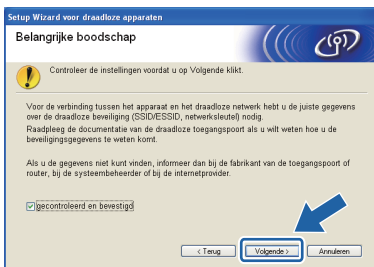 Setup Wizard voor draadloze apparaten
Belangrijke boodschap
Controleer de instellingen voordat u op Volgende klikt.
Voor de verbinding tussen het apparaat en het draadloze netwerk hebt u de juiste gegevens
over de draadloze beveiliging (SSID/ESSID, netwerksleutel) nodig.
Raadpleeg de documentatie van de draadloze toegangspoort als u wilt weten hoe u de
beveiligingsgegevens te weten komt.
Als u de gegevens niet kunt vinden, informeer dan bij de fabrikant van de toegangspoort of
router, bij de systeembeheerder of bij de internetprovider.
gecontroleerd en bevestigd
< Terug
Volgende >
Annuleren